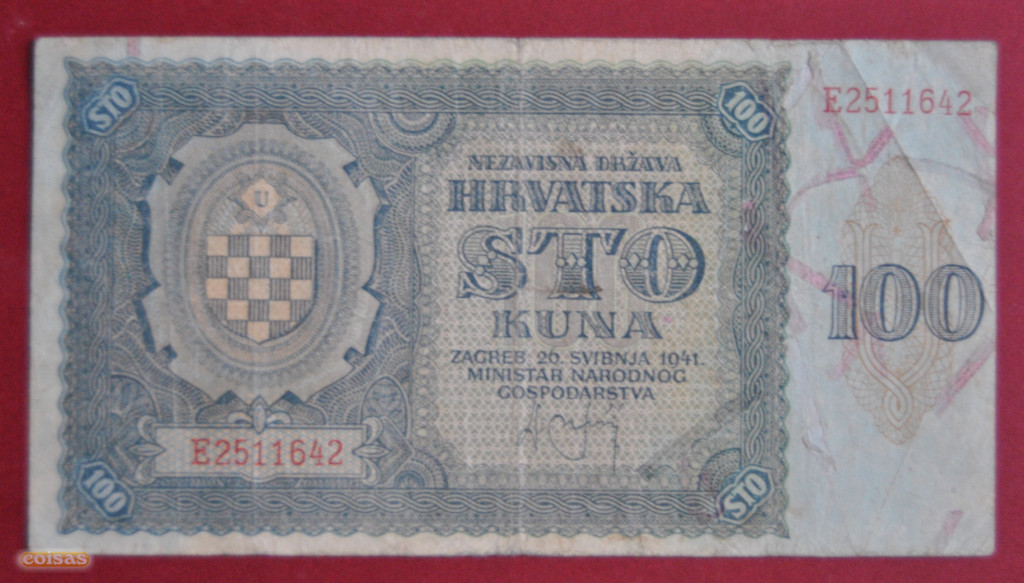 STO
100
E2511642
U
NEZAVISNA DRŽAVA
HRVATSKA
STO
KUNA
ZAGREB, 26. SVIBNJA 1941.
MINISTAR NARODNOG
GOSPODARSTVA
100
E2511642
100
STO
coisas